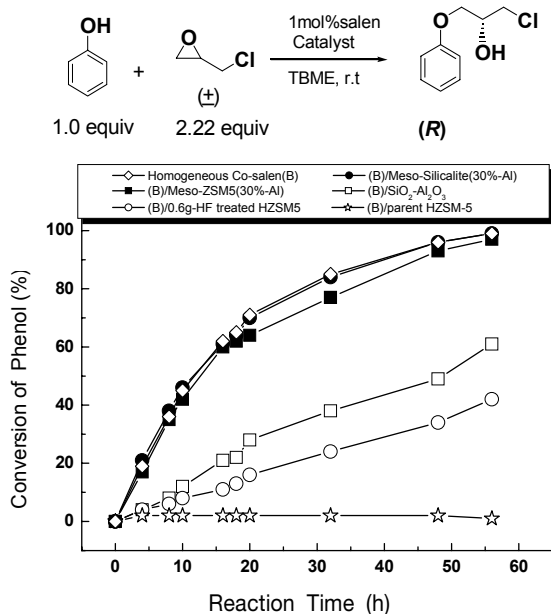 OH
O
Cl
+
(±)
1.0 equiv
2.22 equiv
1mol%salen
Catalyst
TBME, r.t
O
Cl
OH
(R)
Homogeneous Co-salen(B)
(B)/Meso-Silicalite(30%-Al)
(B)/Meso-ZSM5(30%-Al)
(B)/SiO₂-Al₂O₃
(B)/0.6g-HF treated HZSM5
(B)/parent HZSM-5
Conversion of Phenol (%)
100
80
60
40
20
0
0 10 20 30 40 50 60
Reaction Time (h)